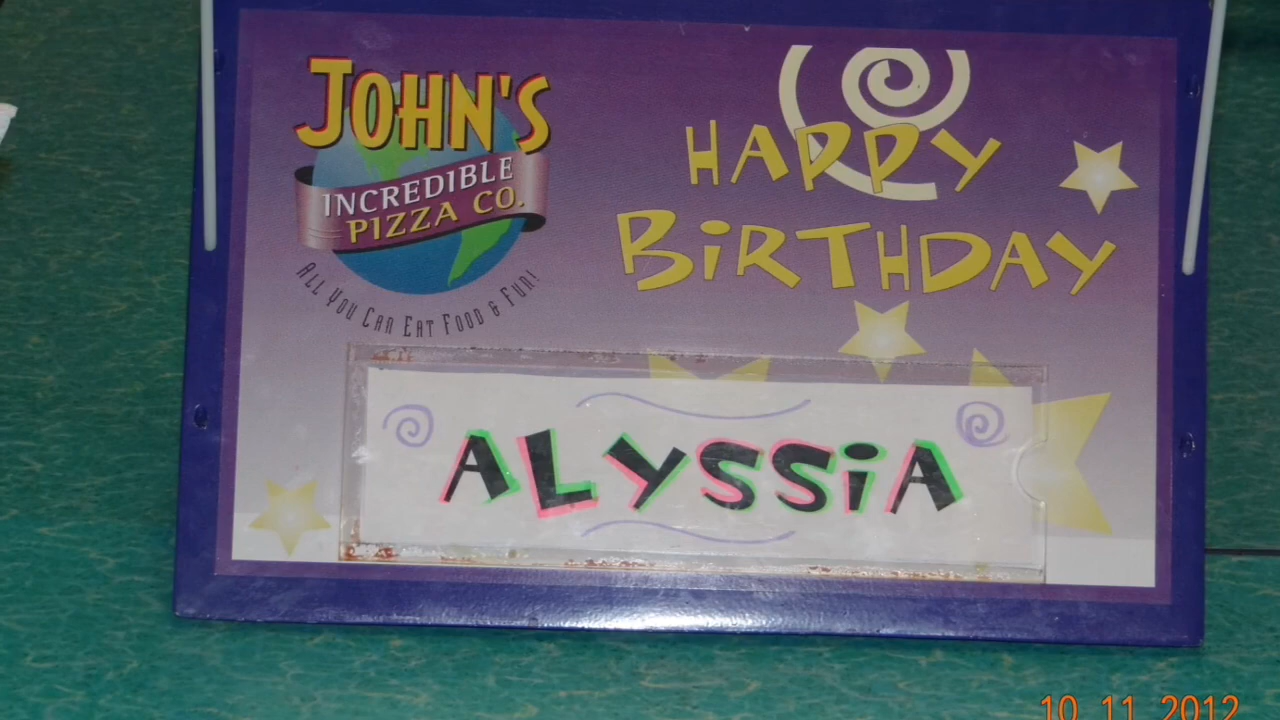 JOHN'S
INCREDIBLE
PIZZA CO.
ALL YOU CAN EAT FOOD & FUN!
HAPPY
BiRTHDAY
ALYSSiA
10 11 2012